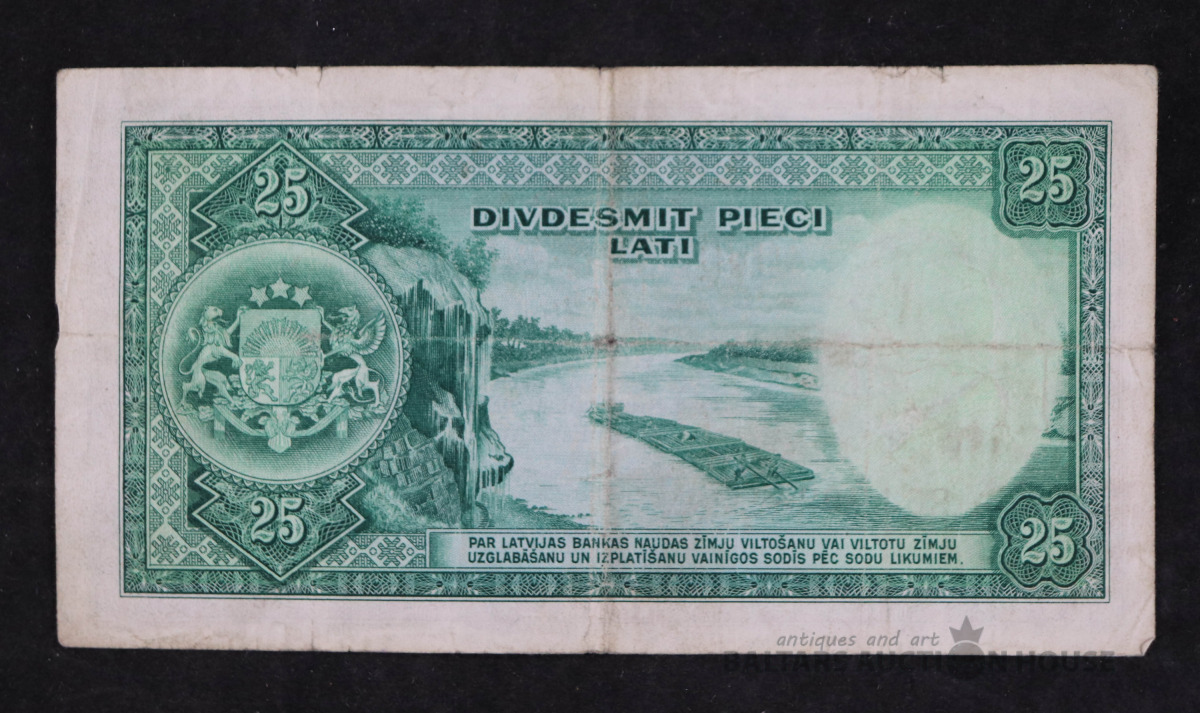 25
25
DIVDESMIT PIECI
LATI
25
25
PAR LATVIJAS BANKAS NAUDAS ZĪMJU VILTOŠANU VAI VILTOTU ZĪMJU
UZGLABĀŠANU UN IZPLATĪŠANU VAINĪGOS SODĪS PĒC SODU LIKUMIEM.
antiques and art
BALTARS AUCTION HOUSE